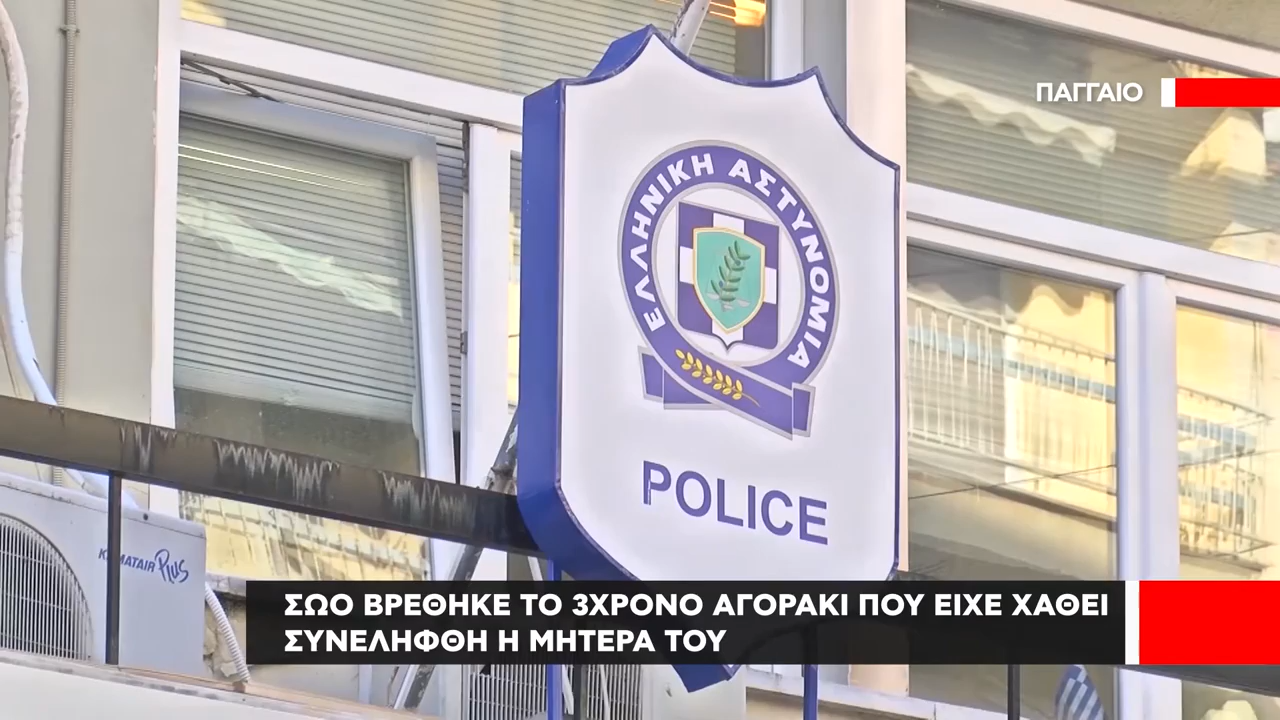 ΠΑΓΓΑΙΟ
ΕΛΛΗΝΙΚΗ ΑΣΤΥΝΟΜΙΑ
POLICE
KLIMATAIR Plus
ΣΩΟ ΒΡΕΘΗΚΕ ΤΟ 3ΧΡΟΝΟ ΑΓΟΡΑΚΙ ΠΟΥ ΕΙΧΕ ΧΑΘΕΙ
ΣΥΝΕΛΗΦΘΗ Η ΜΗΤΕΡΑ ΤΟΥ